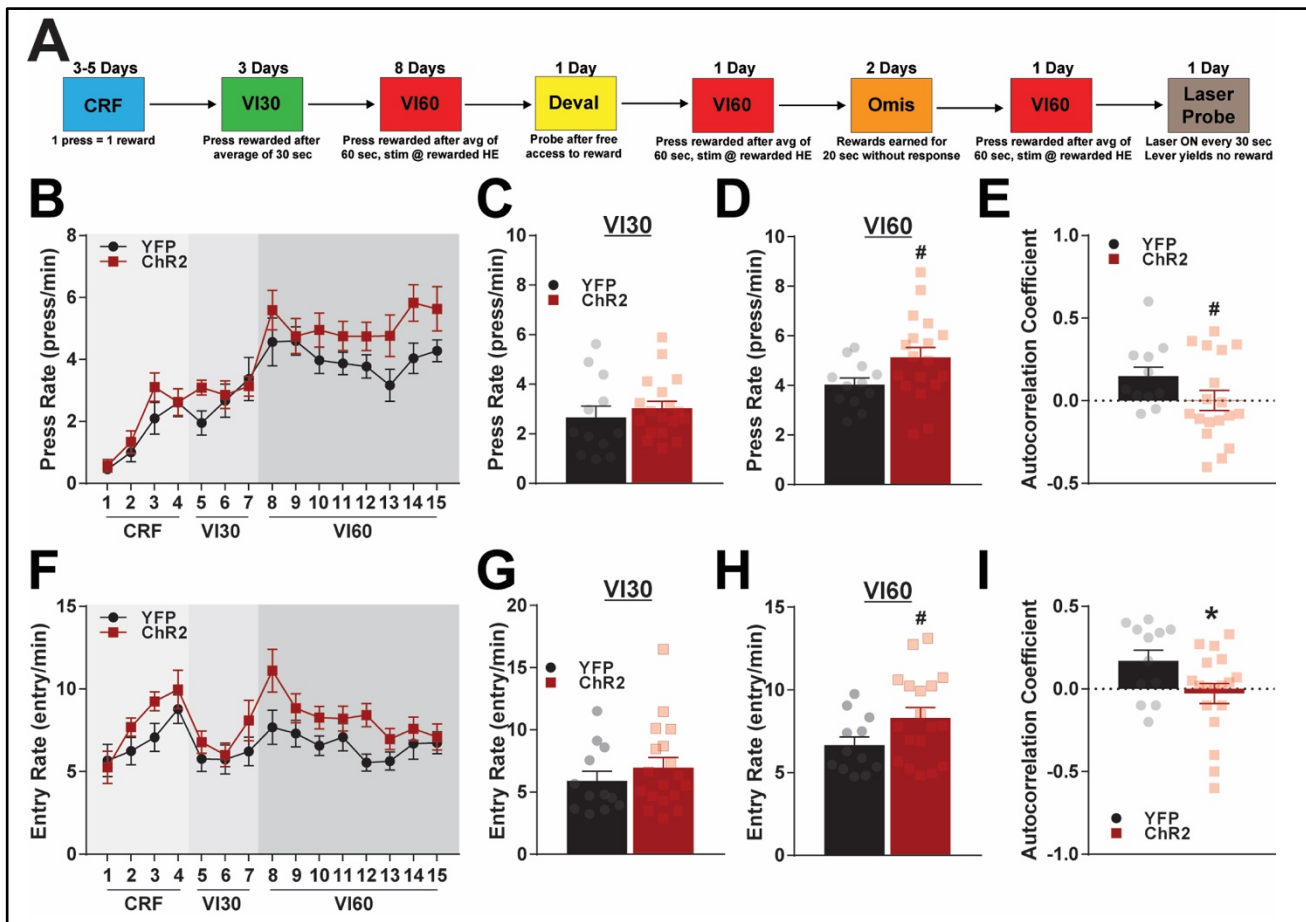 A
3-5 Days
CRF
1 press = 1 reward
3 Days
VI30
Press rewarded after
average of 30 sec
8 Days
VI60
Press rewarded after avg of
60 sec, stim @ rewarded HE
1 Day
Deval
Probe after free
access to reward
1 Day
VI60
Press rewarded after avg of
60 sec, stim @ rewarded HE
2 Days
Omis
Rewards earned for
20 sec without response
1 Day
VI60
Press rewarded after avg of
60 sec, stim @ rewarded HE
1 Day
Laser
Probe
Laser ON every 30 sec
Lever yields no reward
B
Press Rate (press/min)
8
6
4
2
0
YFP
ChR2
1 2 3 4 5 6 7 8 9 10 11 12 13 14 15
CRF VI30 VI60
C
VI30
Press Rate (press/min)
10
8
6
4
2
0
YFP
ChR2
D
VI60
#
Press Rate (press/min)
10
8
6
4
2
0
E
Autocorrelation Coefficient
1.0
0.5
0.0
-0.5
YFP
ChR2
#
F
Entry Rate (entry/min)
15
10
5
0
YFP
ChR2
1 2 3 4 5 6 7 8 9 10 11 12 13 14 15
CRF VI30 VI60
G
VI30
Entry Rate (entry/min)
20
15
10
5
0
YFP
ChR2
H
VI60
#
Entry Rate (entry/min)
15
10
5
0
I
Autocorrelation Coefficient
0.5
0.0
-0.5
-1.0
*
YFP
ChR2